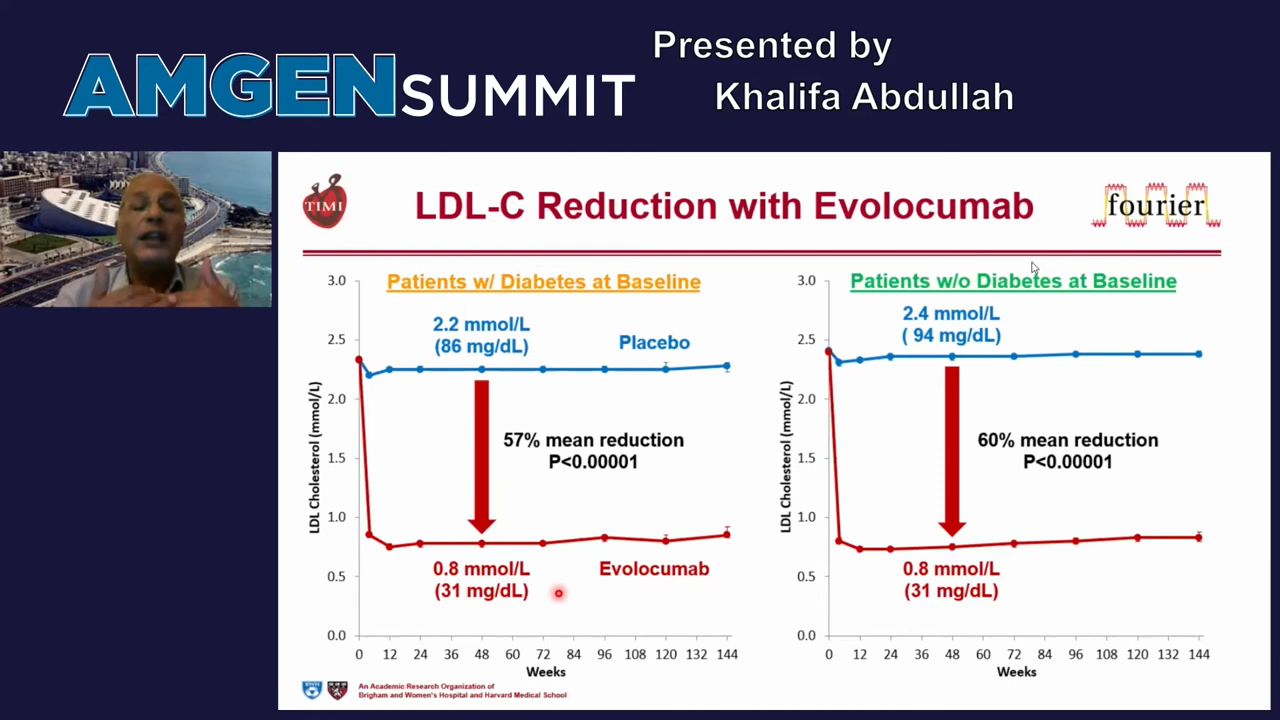 AMGEN SUMMIT
Presented by
Khalifa Abdullah
TIMI
LDL-C Reduction with Evolocumab
fourier
Patients w/ Diabetes at Baseline
LDL Cholesterol (mmol/L)
3.0
2.5
2.0
1.5
1.0
0.5
0.0
2.2 mmol/L
(86 mg/dL)
Placebo
57% mean reduction
P<0.00001
0.8 mmol/L
(31 mg/dL)
Evolocumab
0 12 24 36 48 60 72 84 96 108 120 132 144
Weeks
Patients w/o Diabetes at Baseline
LDL Cholesterol (mmol/L)
3.0
2.5
2.0
1.5
1.0
0.5
0.0
2.4 mmol/L
( 94 mg/dL)
60% mean reduction
P<0.00001
0.8 mmol/L
(31 mg/dL)
0 12 24 36 48 60 72 84 96 108 120 132 144
Weeks
An Academic Research Organization of
Brigham and Women's Hospital and Harvard Medical School